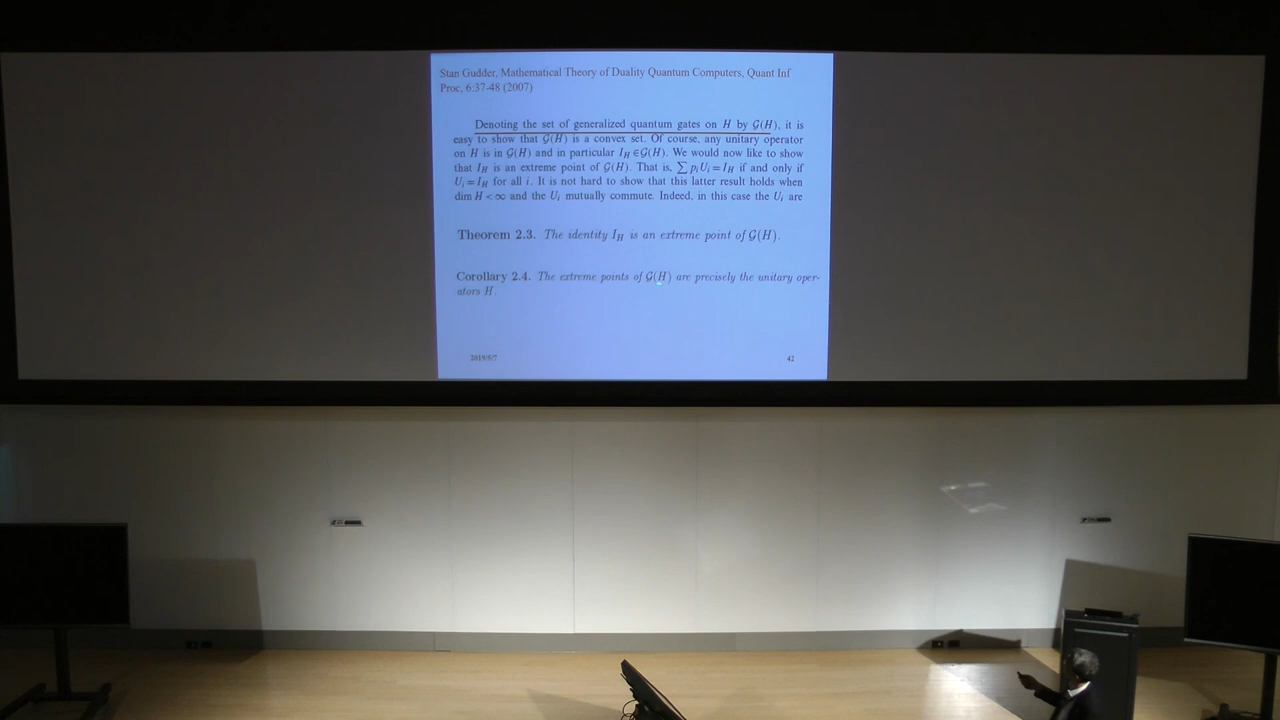 Stan Gudder, Mathematical Theory of Duality Quantum Computers, Quant Inf
Proc, 6:37-48 (2007)
Denoting the set of generalized quantum gates on H by 𝒢(H), it is
easy to show that 𝒢(H) is a convex set. Of course, any unitary operator
on H is in 𝒢(H) and in particular I_H ∈ 𝒢(H). We would now like to show
that I_H is an extreme point of 𝒢(H). That is, ∑ p_i U_i = I_H if and only if
U_i = I_H for all i. It is not hard to show that this latter result holds when
dim H < ∞ and the U_i mutually commute. Indeed, in this case the U_i are
Theorem 2.3. The identity I_H is an extreme point of 𝒢(H).
Corollary 2.4. The extreme points of 𝒢(H) are precisely the unitary oper-
ators H.
2019/5/7
42